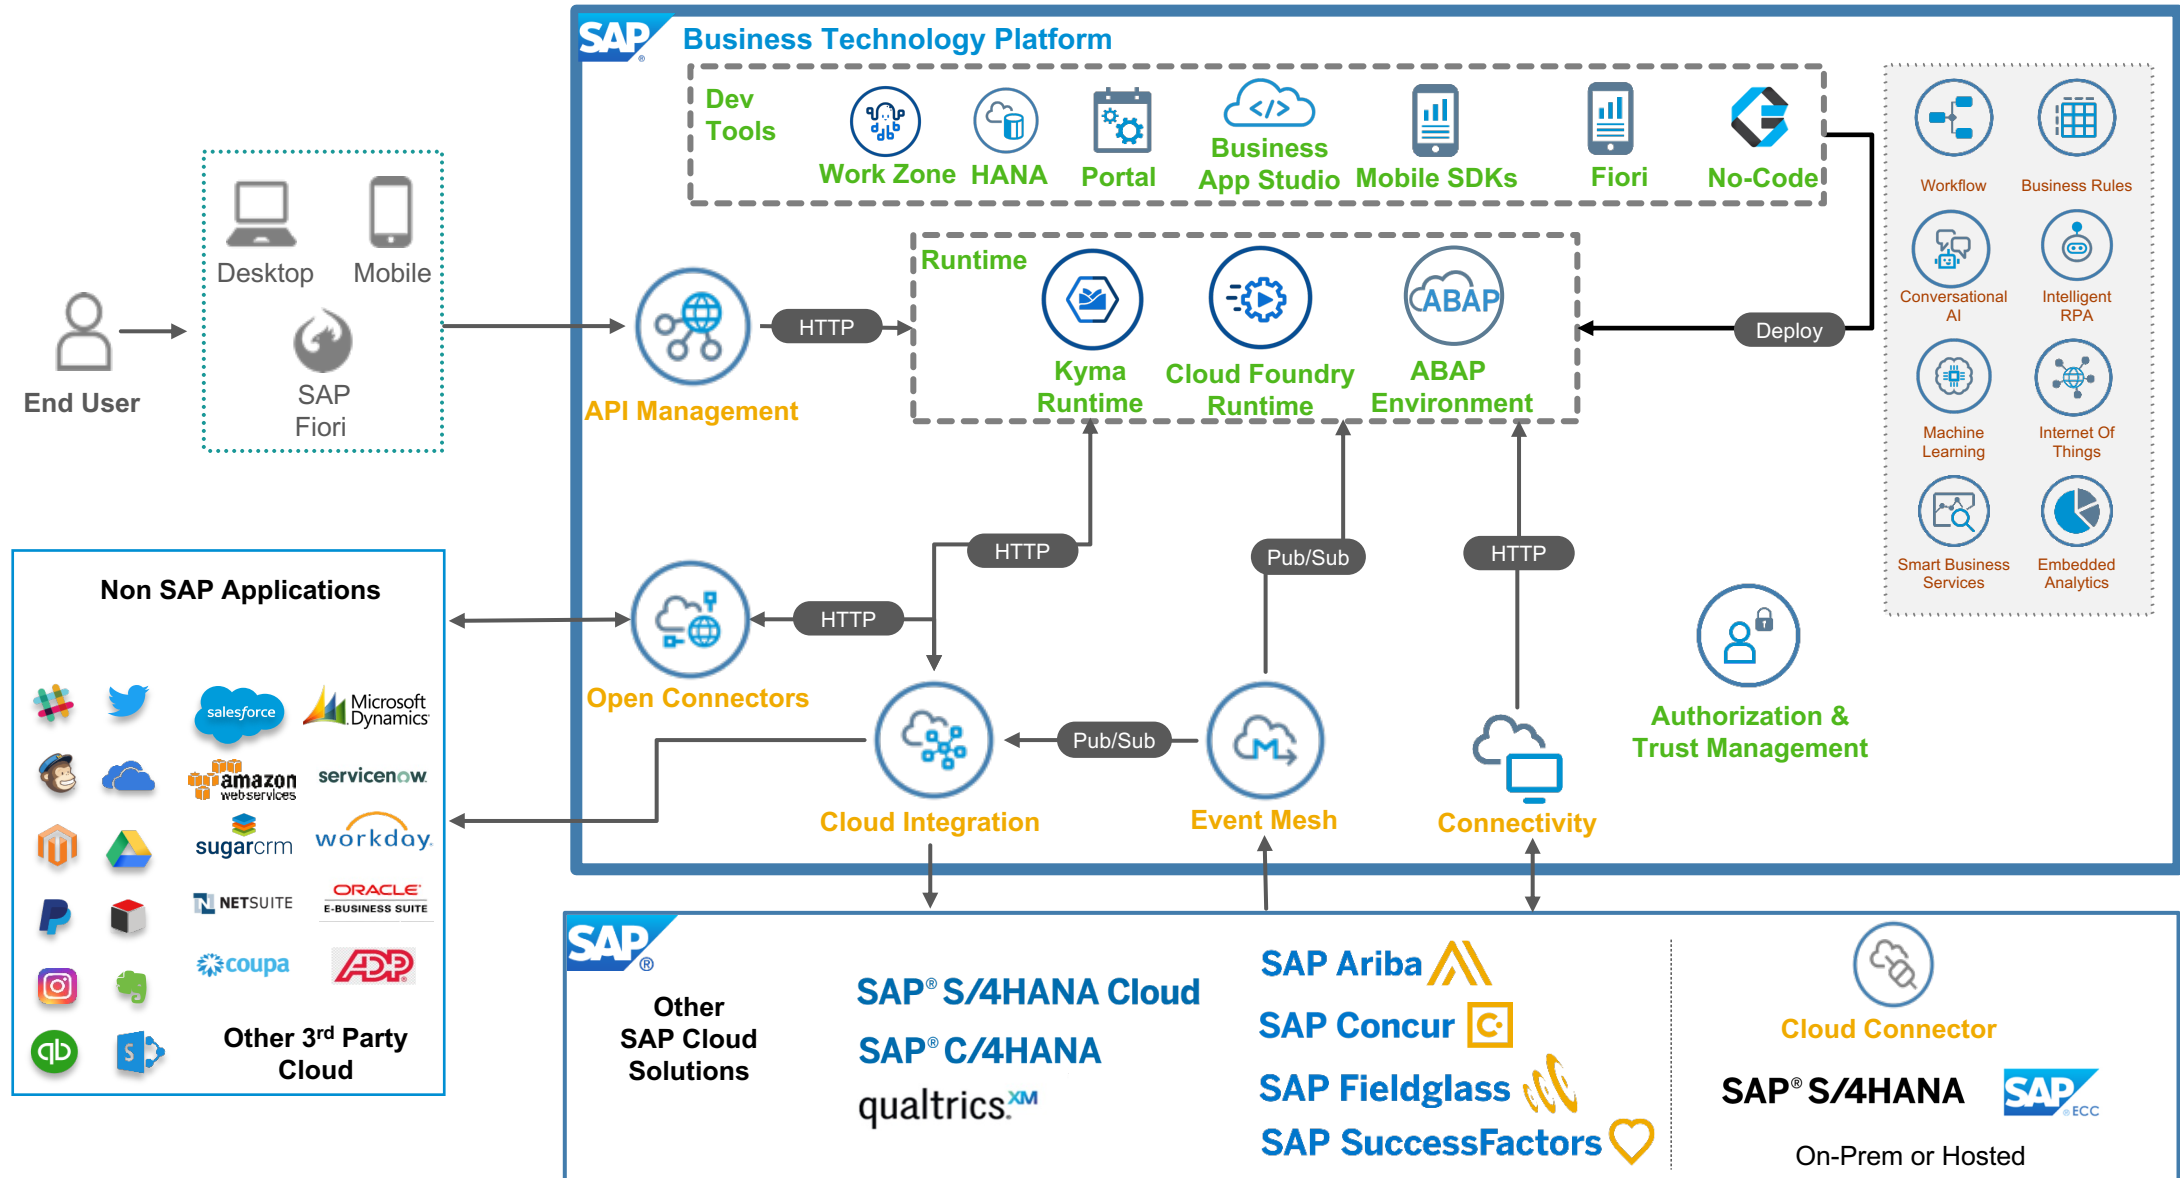 SAP
®
Business Technology Platform
Dev
Tools
Work Zone
HANA
Portal
Business
App Studio
</>
Mobile SDKs
Fiori
No-Code
Workflow
Business Rules
Conversational
AI
Intelligent
RPA
Machine
Learning
Internet Of
Things
Smart Business
Services
Embedded
Analytics
Desktop
Mobile
SAP
Fiori
End User
API Management
HTTP
Runtime
Kyma
Runtime
Cloud Foundry
Runtime
ABAP
ABAP
Environment
Deploy
HTTP
Pub/Sub
HTTP
HTTP
Open Connectors
Pub/Sub
Cloud Integration
M
Event Mesh
Connectivity
Authorization &
Trust Management
Non SAP Applications
salesforce
Microsoft
Dynamics
amazon
webservices
servicenow
sugarcrm
workday.
N NETSUITE
ORACLE®
E-BUSINESS SUITE
coupa
ADP®
qb
S
Other 3rd Party
Cloud
SAP
®
Other
SAP Cloud
Solutions
SAP® S/4HANA Cloud
SAP® C/4HANA
qualtrics.XM
SAP Ariba
SAP Concur C.
SAP Fieldglass
SAP SuccessFactors
Cloud Connector
SAP® S/4HANA
SAP
® ECC
On-Prem or Hosted